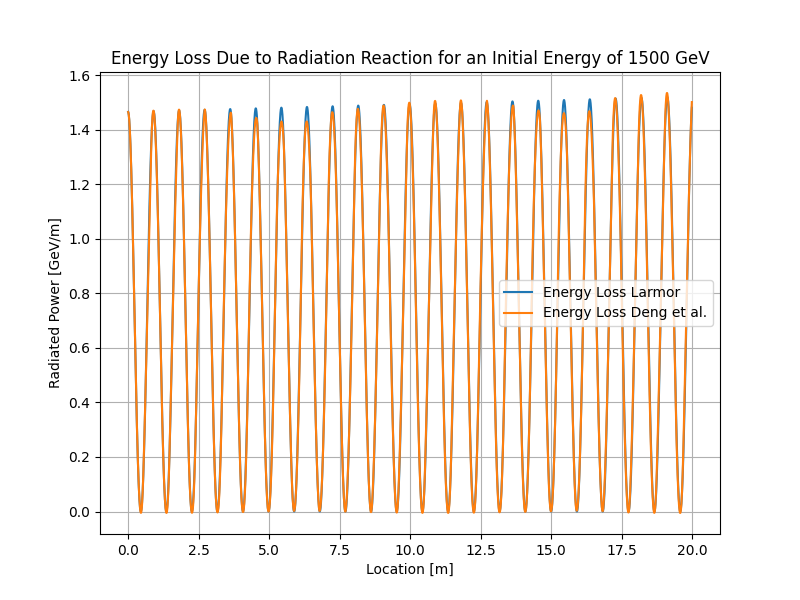 Energy Loss Due to Radiation Reaction for an Initial Energy of 1500 GeV
1.6
1.4
1.2
1.0
0.8
0.6
0.4
0.2
0.0
Radiated Power [GeV/m]
Energy Loss Larmor
Energy Loss Deng et al.
0.0 2.5 5.0 7.5 10.0 12.5 15.0 17.5 20.0
Location [m]